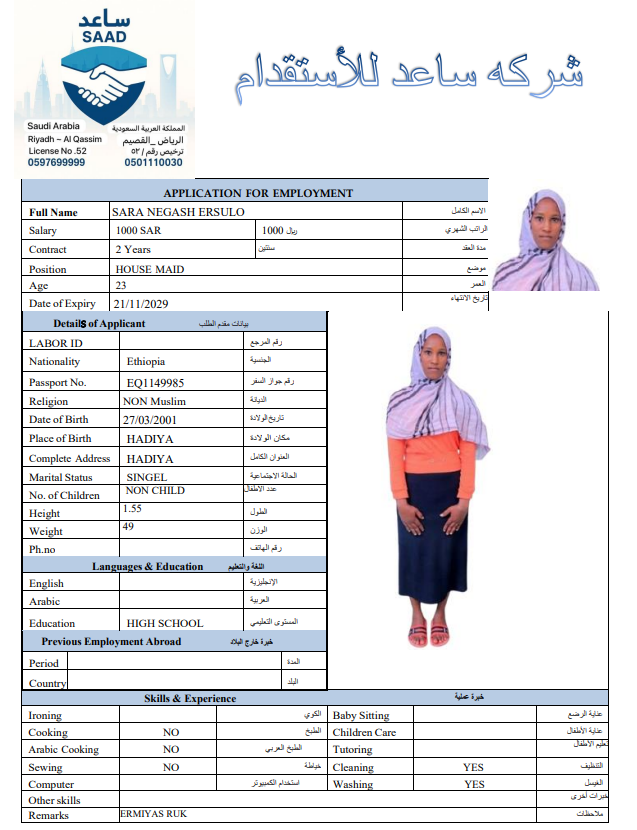 ساعد
SAAD
شركه ساعد للأستقدام
Saudi Arabia المملكة العربية السعودية
Riyadh ~ Al Qassim الرياض _القصيم
License No .52 ترخيص رقم / ٥٢
0597699999 0501110030
APPLICATION FOR EMPLOYMENT
Full Name SARA NEGASH ERSULO الاسم الكامل
Salary 1000 SAR 1000 ريال الراتب الشهري
Contract 2 Years سنتين مدة العقد
Position HOUSE MAID موضع
Age 23 العمر
Date of Expiry 21/11/2029 تاريخ الانتهاء
Details of Applicant بيانات مقدم الطلب
LABOR ID رقم المرجع
Nationality Ethiopia الجنسية
Passport No. EQ1149985 رقم جواز السفر
Religion NON Muslim الديانة
Date of Birth 27/03/2001 تاريخ الولادة
Place of Birth HADIYA مكان الولادة
Complete Address HADIYA العنوان الكامل
Marital Status SINGEL الحالة الاجتماعية
No. of Children NON CHILD عدد الاطفال
Height 1.55 الطول
Weight 49 الوزن
Ph.no رقم الهاتف
Languages & Education اللغة والتعليم
English الإنجليزية
Arabic العربية
Education HIGH SCHOOL المستوى التعليمي
Previous Employment Abroad خبرة خارج البلاد
Period المدة
Country البلد
Skills & Experience خبرة عملية
Ironing الكوي Baby Sitting عناية الرضع
Cooking NO الطبخ Children Care عناية الأطفال
Arabic Cooking NO الطبخ العربي Tutoring تعليم الأطفال
Sewing NO خياطة Cleaning YES التنظيف
Computer استخدام الكمبيوتر Washing YES الغيسل
Other skills خبرات أخرى
Remarks ERMIYAS RUK ملاحظات